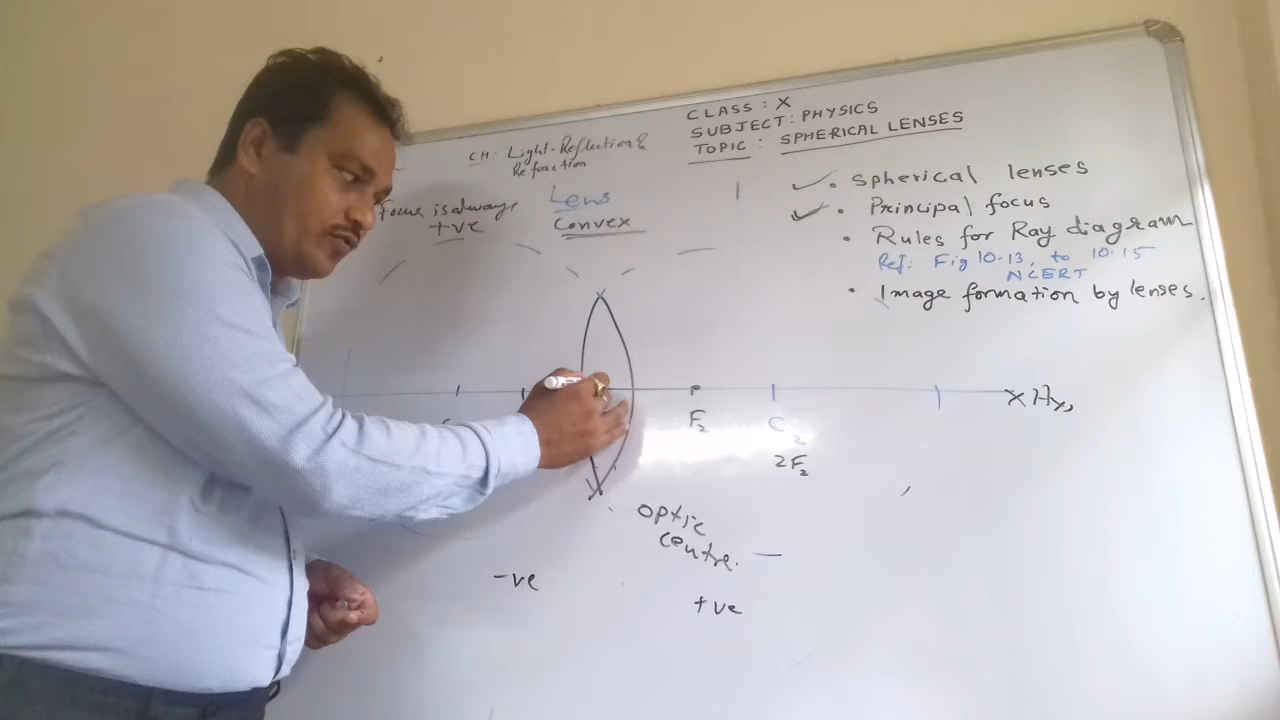 CLASS : X
SUBJECT: PHYSICS
TOPIC : SPHERICAL LENSES
CH: Light-Reflection &
Refraction
Focus is always
+ve
Lens
Convex
• Spherical lenses
• Principal focus
• Rules for Ray diagram
Ref: Fig 10.13, to 10.15
NCERT
• Image formation by lenses.
F2
C2
2F2
optic
centre.
-ve
+ve